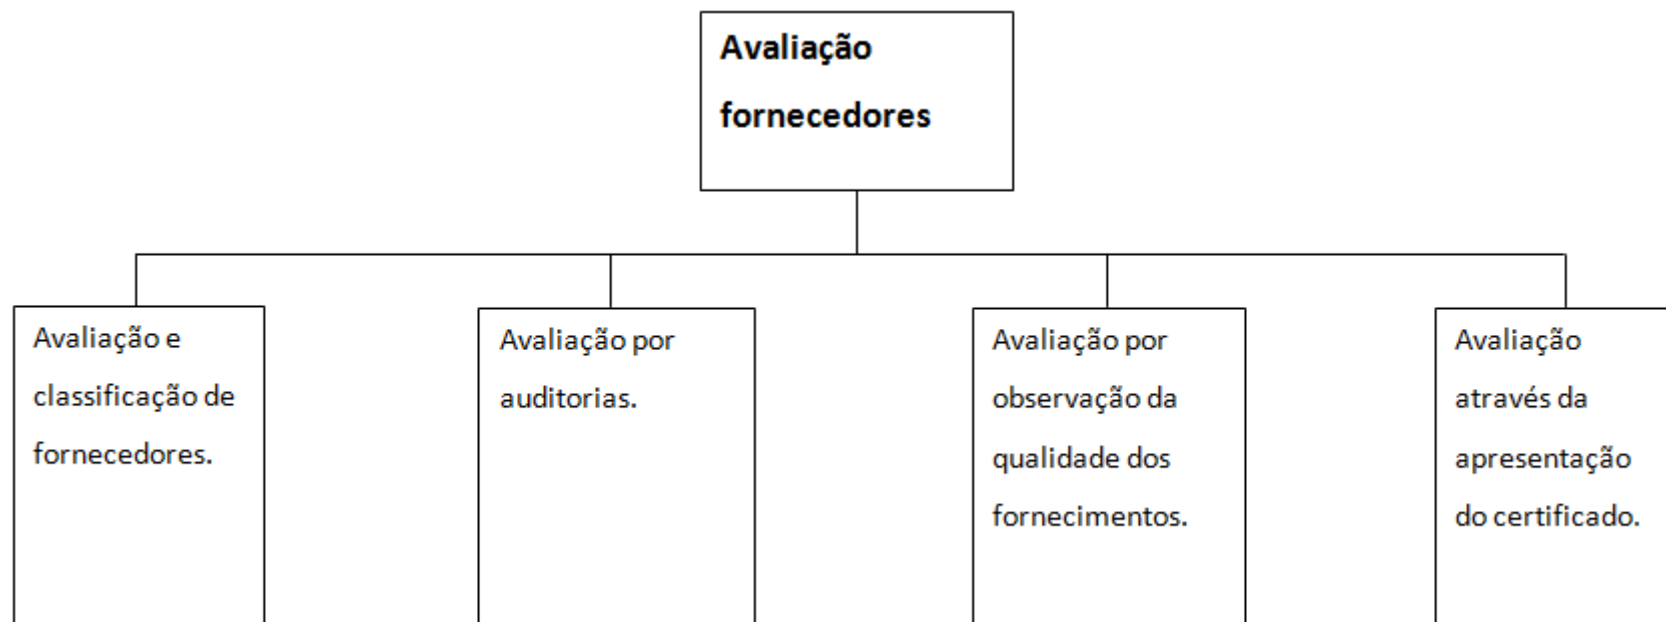 Avaliação
fornecedores
Avaliação e
classificação de
fornecedores.
Avaliação por
auditorias.
Avaliação por
observação da
qualidade dos
fornecimentos.
Avaliação
através da
apresentação
do certificado.